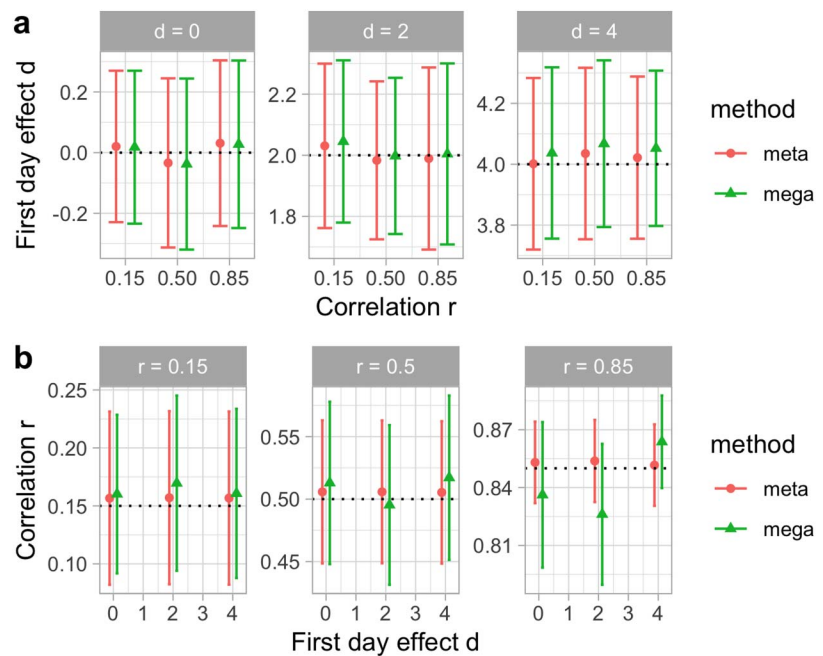 a
d = 0
d = 2
d = 4
First day effect d
0.2
0.0
-0.2
2.2
2.0
1.8
4.2
4.0
3.8
0.15 0.50 0.85
0.15 0.50 0.85
0.15 0.50 0.85
Correlation r
method
meta
mega
b
r = 0.15
r = 0.5
r = 0.85
Correlation r
0.25
0.20
0.15
0.10
0.55
0.50
0.45
0.87
0.84
0.81
0 1 2 3 4
0 1 2 3 4
0 1 2 3 4
First day effect d
method
meta
mega